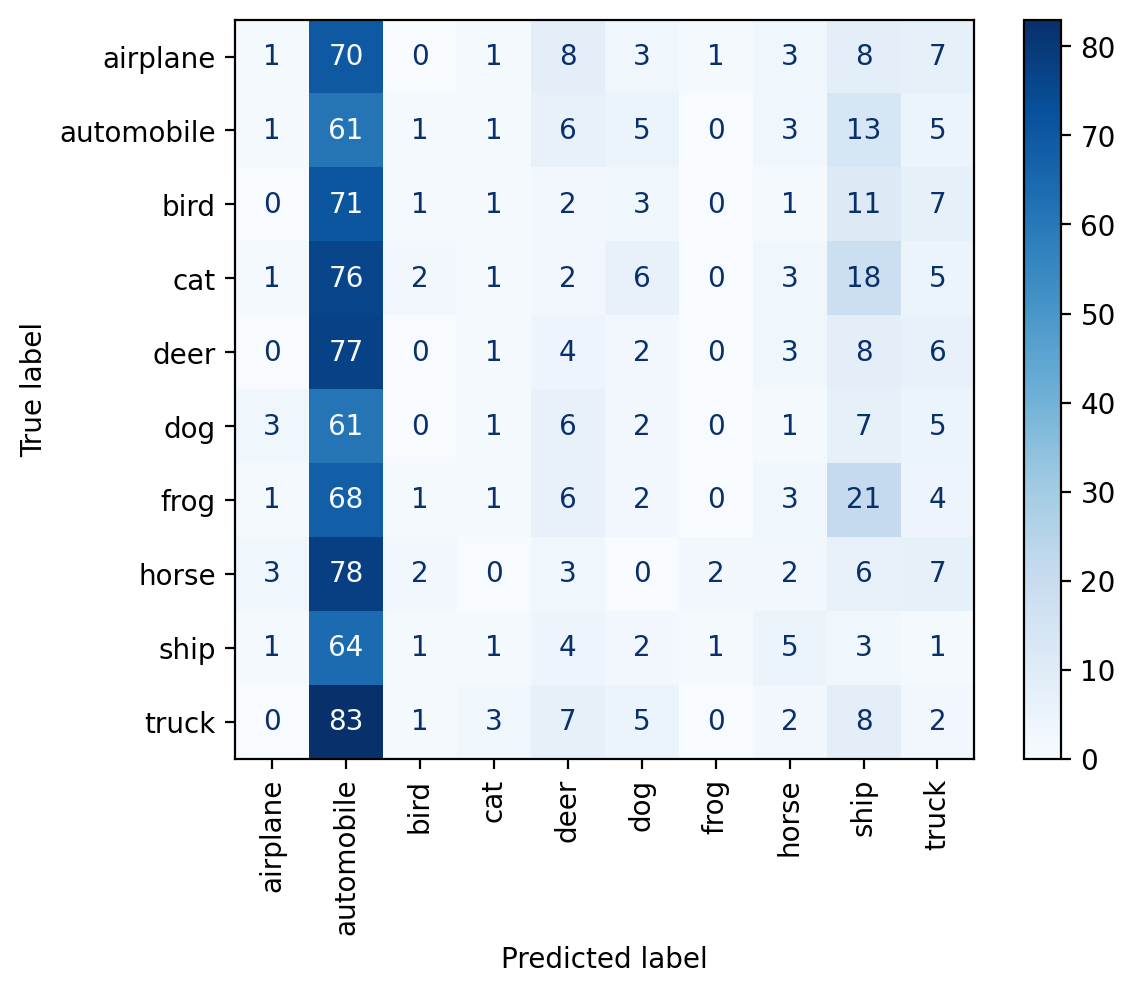 airplane 1 70 0 1 8 3 1 3 8 7
automobile 1 61 1 1 6 5 0 3 13 5
bird 0 71 1 1 2 3 0 1 11 7
cat 1 76 2 1 2 6 0 3 18 5
deer 0 77 0 1 4 2 0 3 8 6
dog 3 61 0 1 6 2 0 1 7 5
frog 1 68 1 1 6 2 0 3 21 4
horse 3 78 2 0 3 0 2 2 6 7
ship 1 64 1 1 4 2 1 5 3 1
truck 0 83 1 3 7 5 0 2 8 2
True label
airplane automobile bird cat deer dog frog horse ship truck
Predicted label
80
70
60
50
40
30
20
10
0